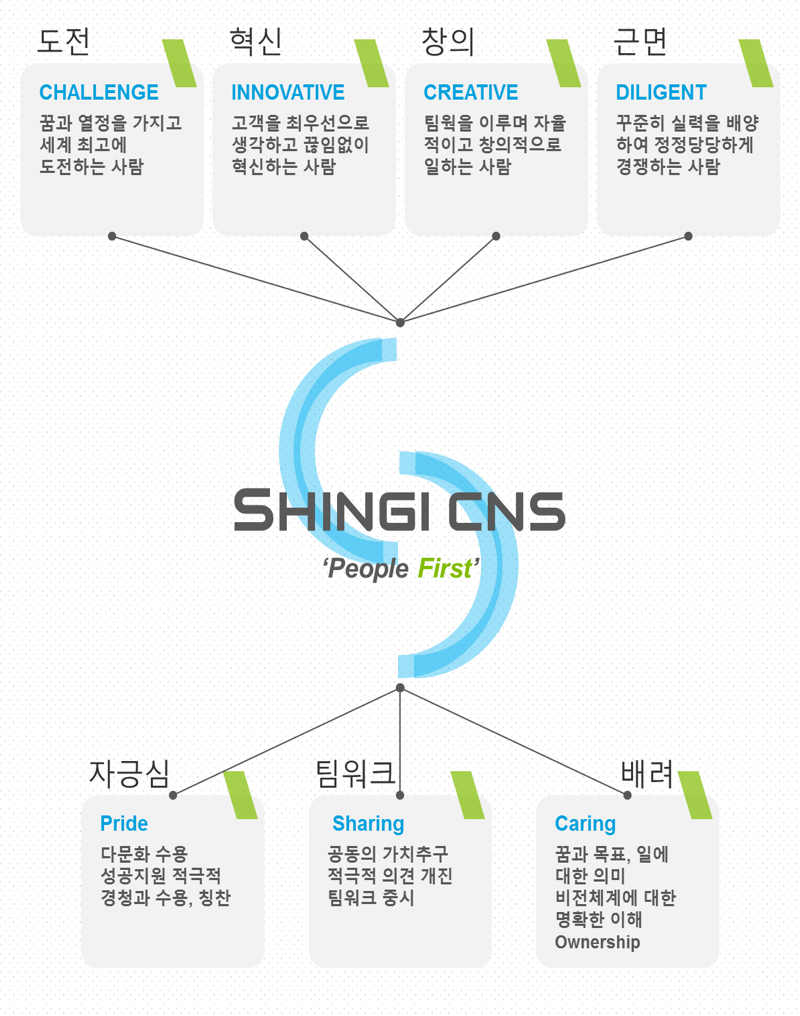 도전
혁신
창의
근면
CHALLENGE
꿈과 열정을 가지고
세계 최고에
도전하는 사람
INNOVATIVE
고객을 최우선으로
생각하고 끊임없이
혁신하는 사람
CREATIVE
팀웍을 이루며 자율
적이고 창의적으로
일하는 사람
DILIGENT
꾸준히 실력을 배양
하여 정정당당하게
경쟁하는 사람
SHINGI CNS
‘People First’
자긍심
팀워크
배려
Pride
다문화 수용
성공지원 적극적
경청과 수용, 칭찬
Sharing
공동의 가치추구
적극적 의견 개진
팀워크 중시
Caring
꿈과 목표, 일에
대한 의미
비전체계에 대한
명확한 이해
Ownership